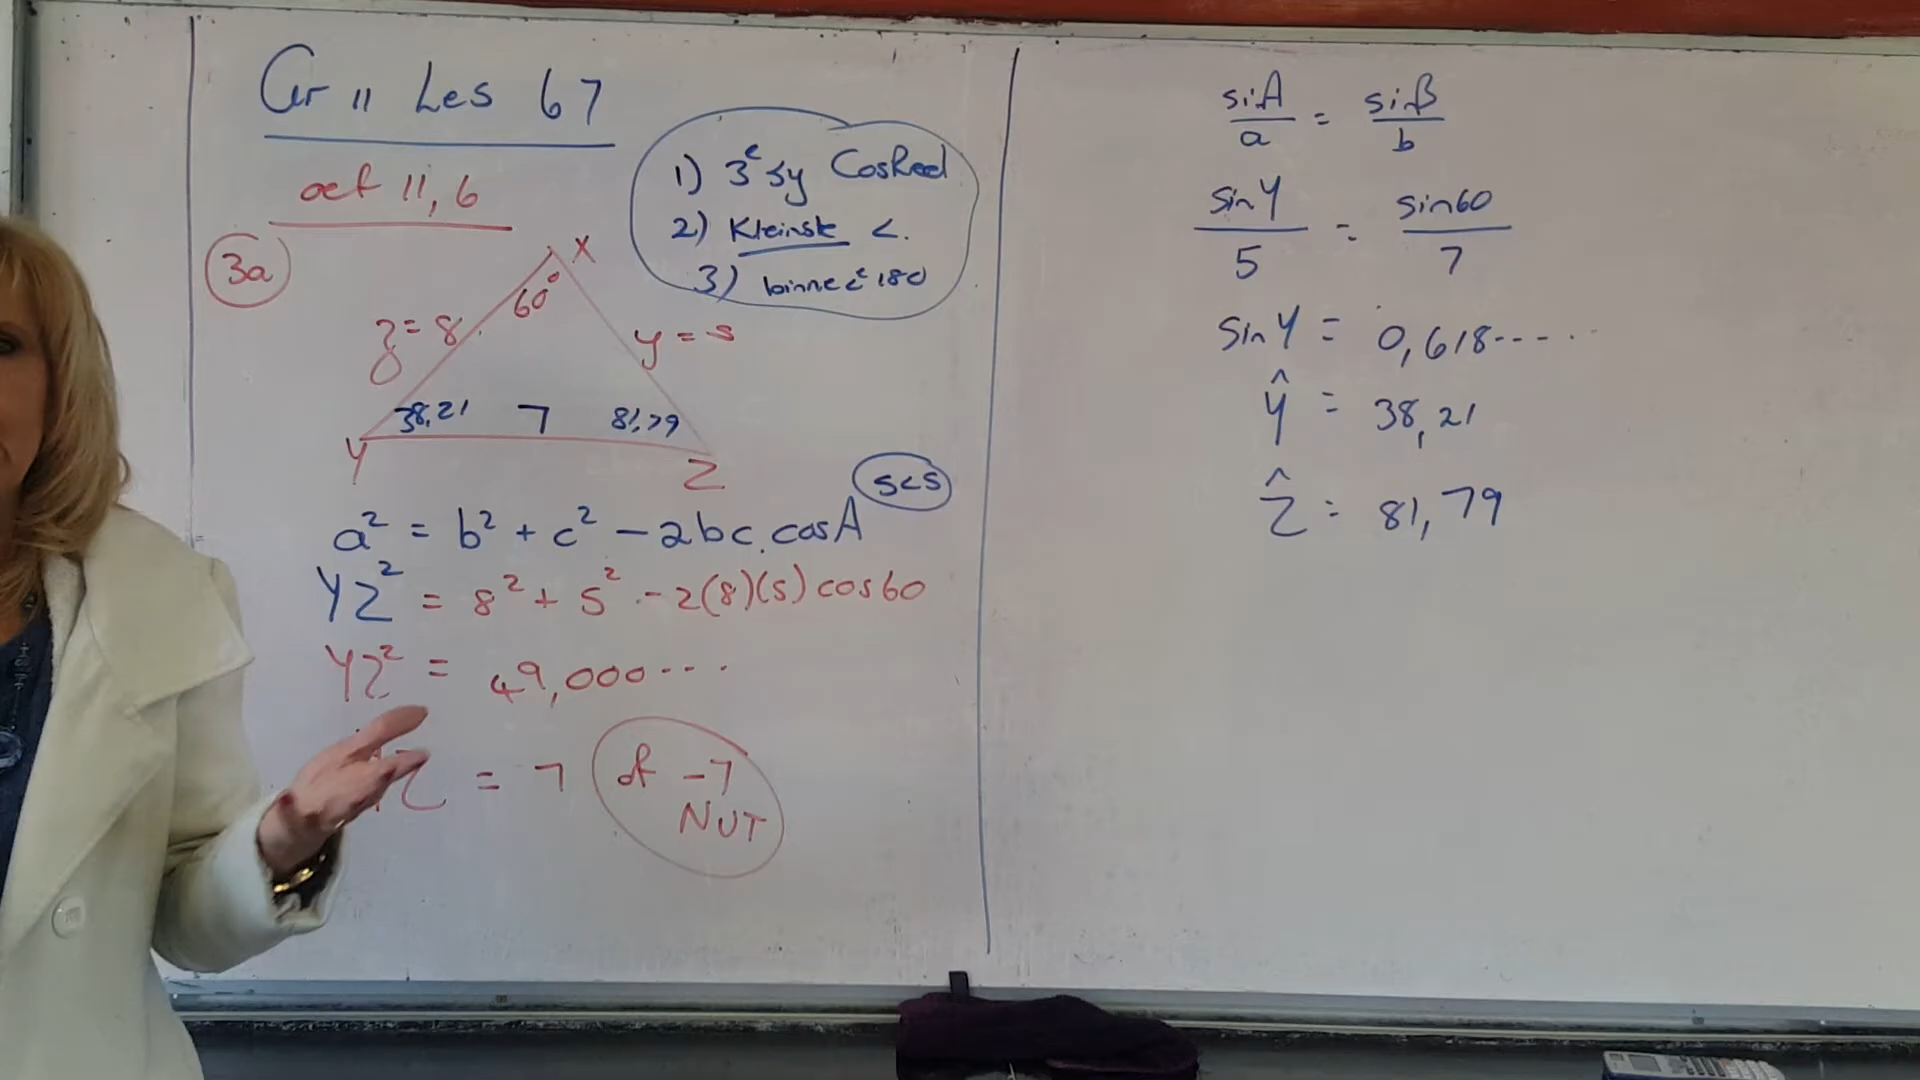 Gr 11 Les 67
oef 11,6
1) 3e sy CosReël
2) Kleinste <.
3) binne <e 180
3a
X
60°
z = 8
y = 5
38,21
7
81,79
Y
Z
s<s
a² = b² + c² - 2bc.cosA
YZ² = 8² + 5² - 2(8)(5) cos60
YZ² = 49,000...
YZ = 7 of -7
NVT
sinA/a = sinB/b
sinY/5 = sin60/7
sinY = 0,618.....
Ŷ = 38,21
Ẑ = 81,79